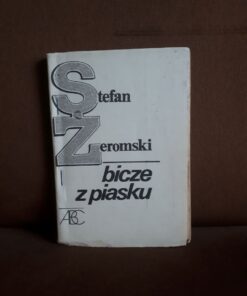 Stefan
Żeromski
bicze
z piasku
ABC